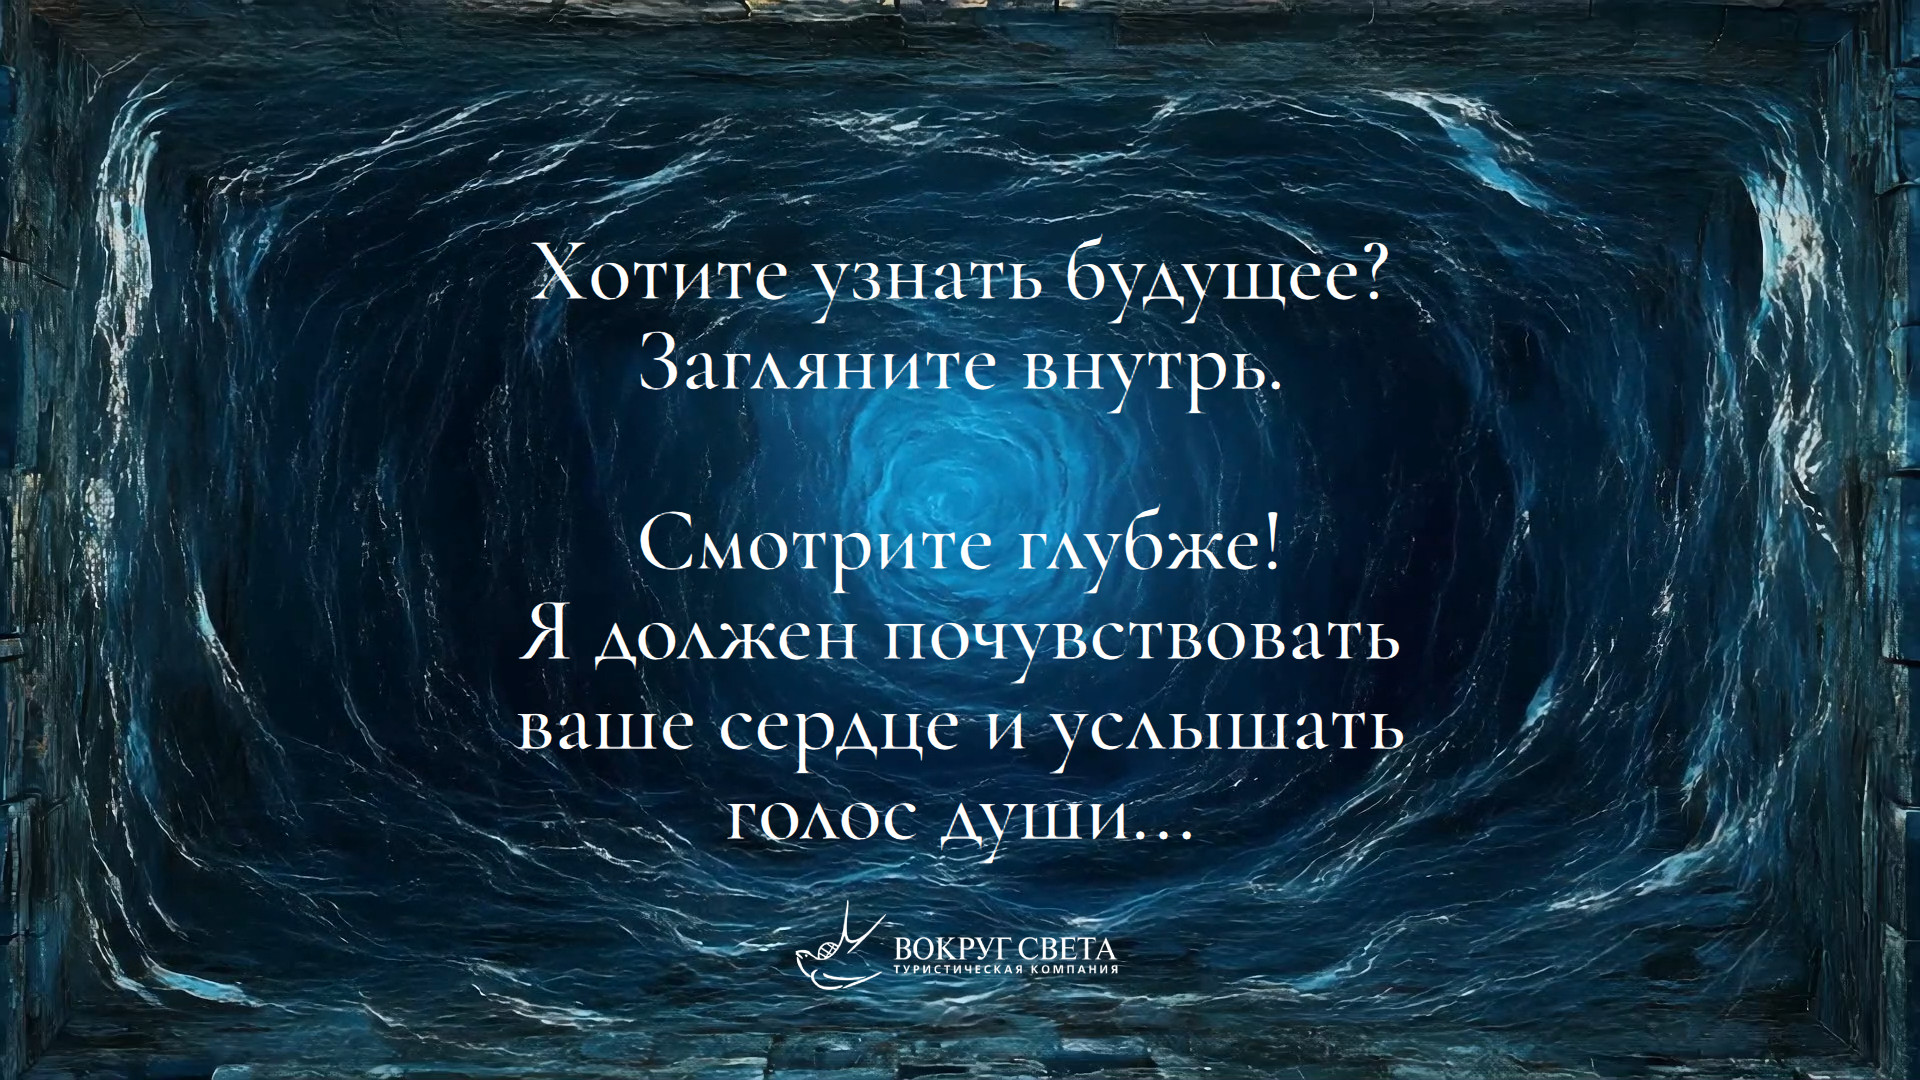 Хотите узнать будущее?
Загляните внутрь.
Смотрите глубже!
Я должен почувствовать
ваше сердце и услышать
голос души...
ВОКРУГ СВЕТА
ТУРИСТИЧЕСКАЯ КОМПАНИЯ